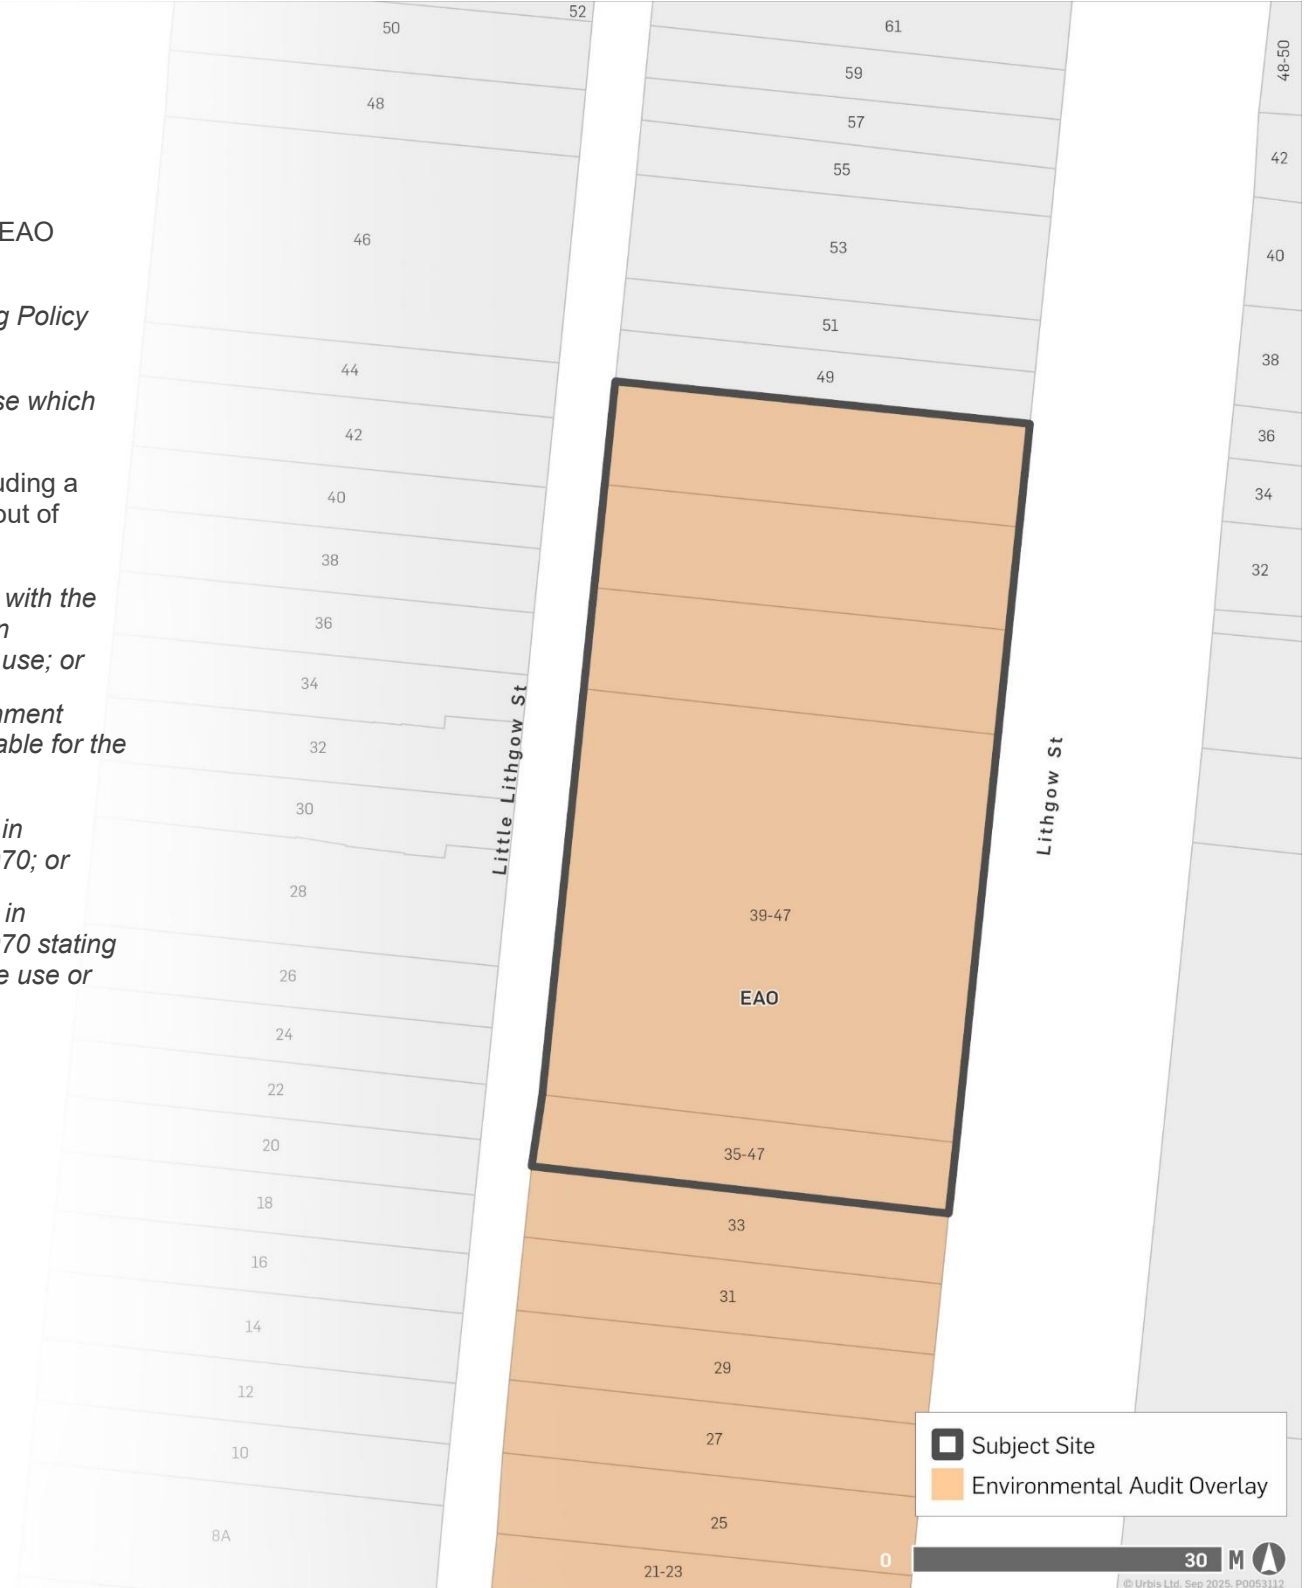 EAO
g Policy
se which
uding a
out of
with the
n
use; or
nment
able for the
in
70; or
in
70 stating
e use or
52
50
48
46
44
42
40
38
36
34
32
30
28
26
24
22
20
18
16
14
12
10
8A
Little Lithgow St
61
59
57
55
53
51
49
39-47
EAO
35-47
33
31
29
27
25
21-23
Lithgow St
48-50
42
40
38
36
34
32
Subject Site
Environmental Audit Overlay
0 30 M
© Urbis Ltd, Sep 2025, P0053112